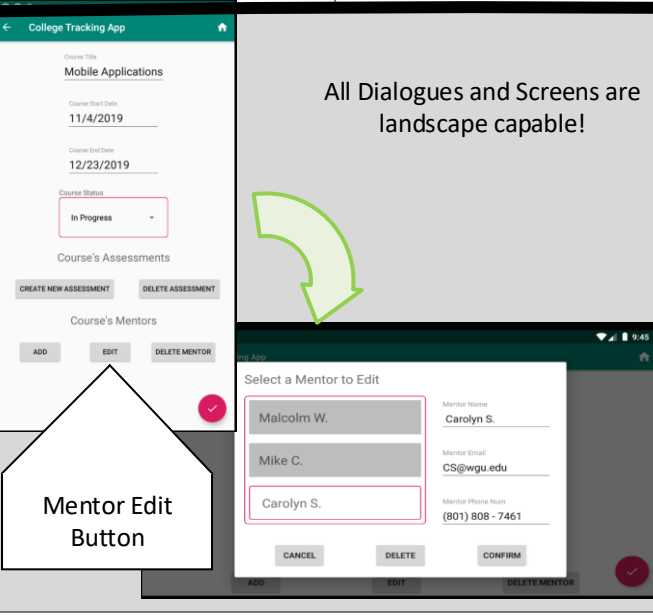 College Tracking App
Course Title
Mobile Applications
Course Start Date
11/4/2019
Course End Date
12/23/2019
Course Status
In Progress
Course's Assessments
CREATE NEW ASSESSMENT DELETE ASSESSMENT
Course's Mentors
ADD EDIT DELETE MENTOR
Mentor Edit
Button
All Dialogues and Screens are
landscape capable!
9:45
ing App
Select a Mentor to Edit
Malcolm W.
Mike C.
Carolyn S.
Mentor Name
Carolyn S.
Mentor Email
CS@wgu.edu
Mentor Phone Num
(801) 808 - 7461
CANCEL DELETE CONFIRM
ADD EDIT DELETE MENTOR